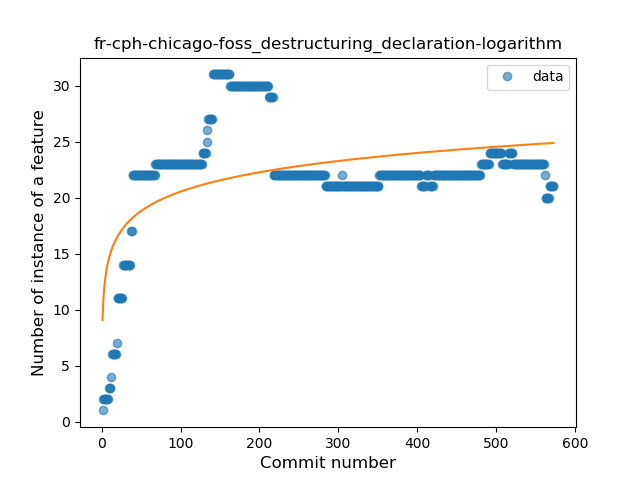 fr-cph-chicago-foss_destructuring_declaration-logarithm
data
Number of instance of a feature
30
25
20
15
10
5
0
0 100 200 300 400 500 600
Commit number